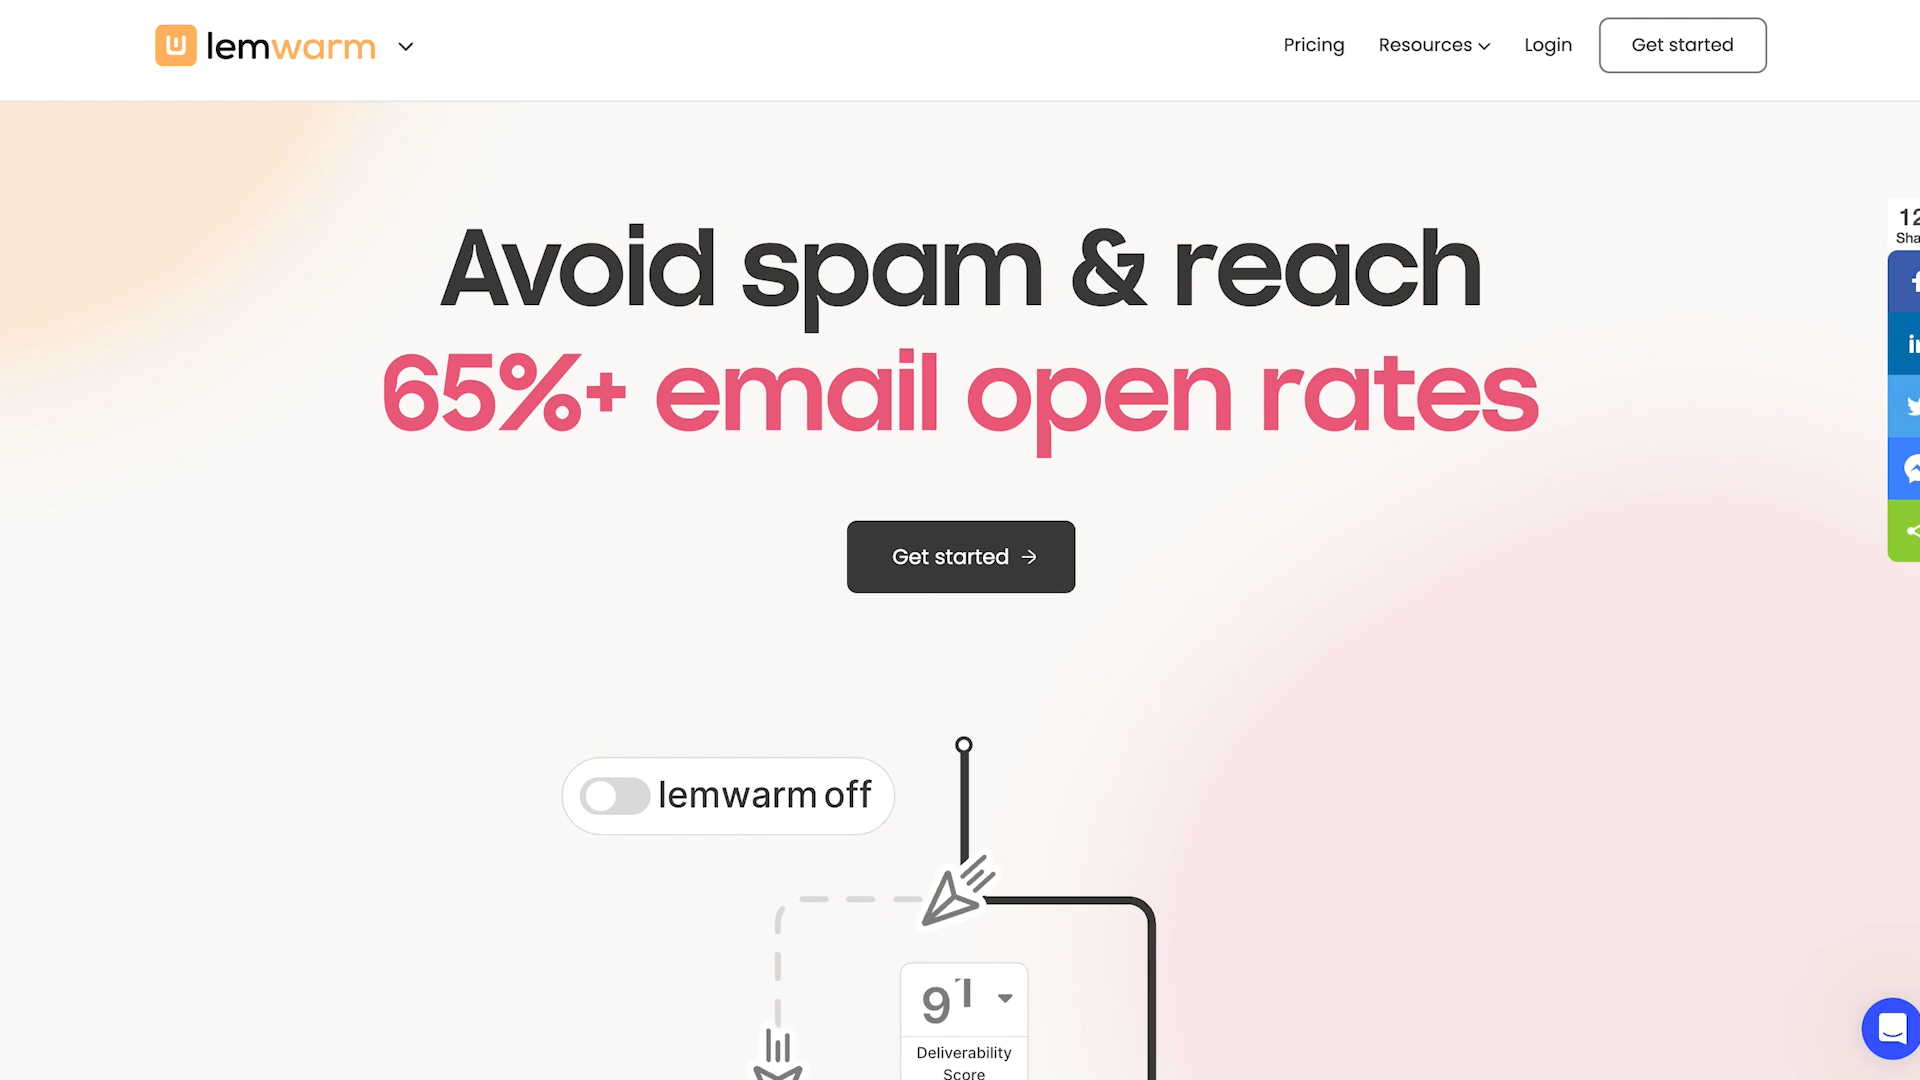 lemwarm
Pricing
Resources
Login
Get started
Avoid spam & reach
65%+ email open rates
Get started →
lemwarm off
91
Deliverability
Score